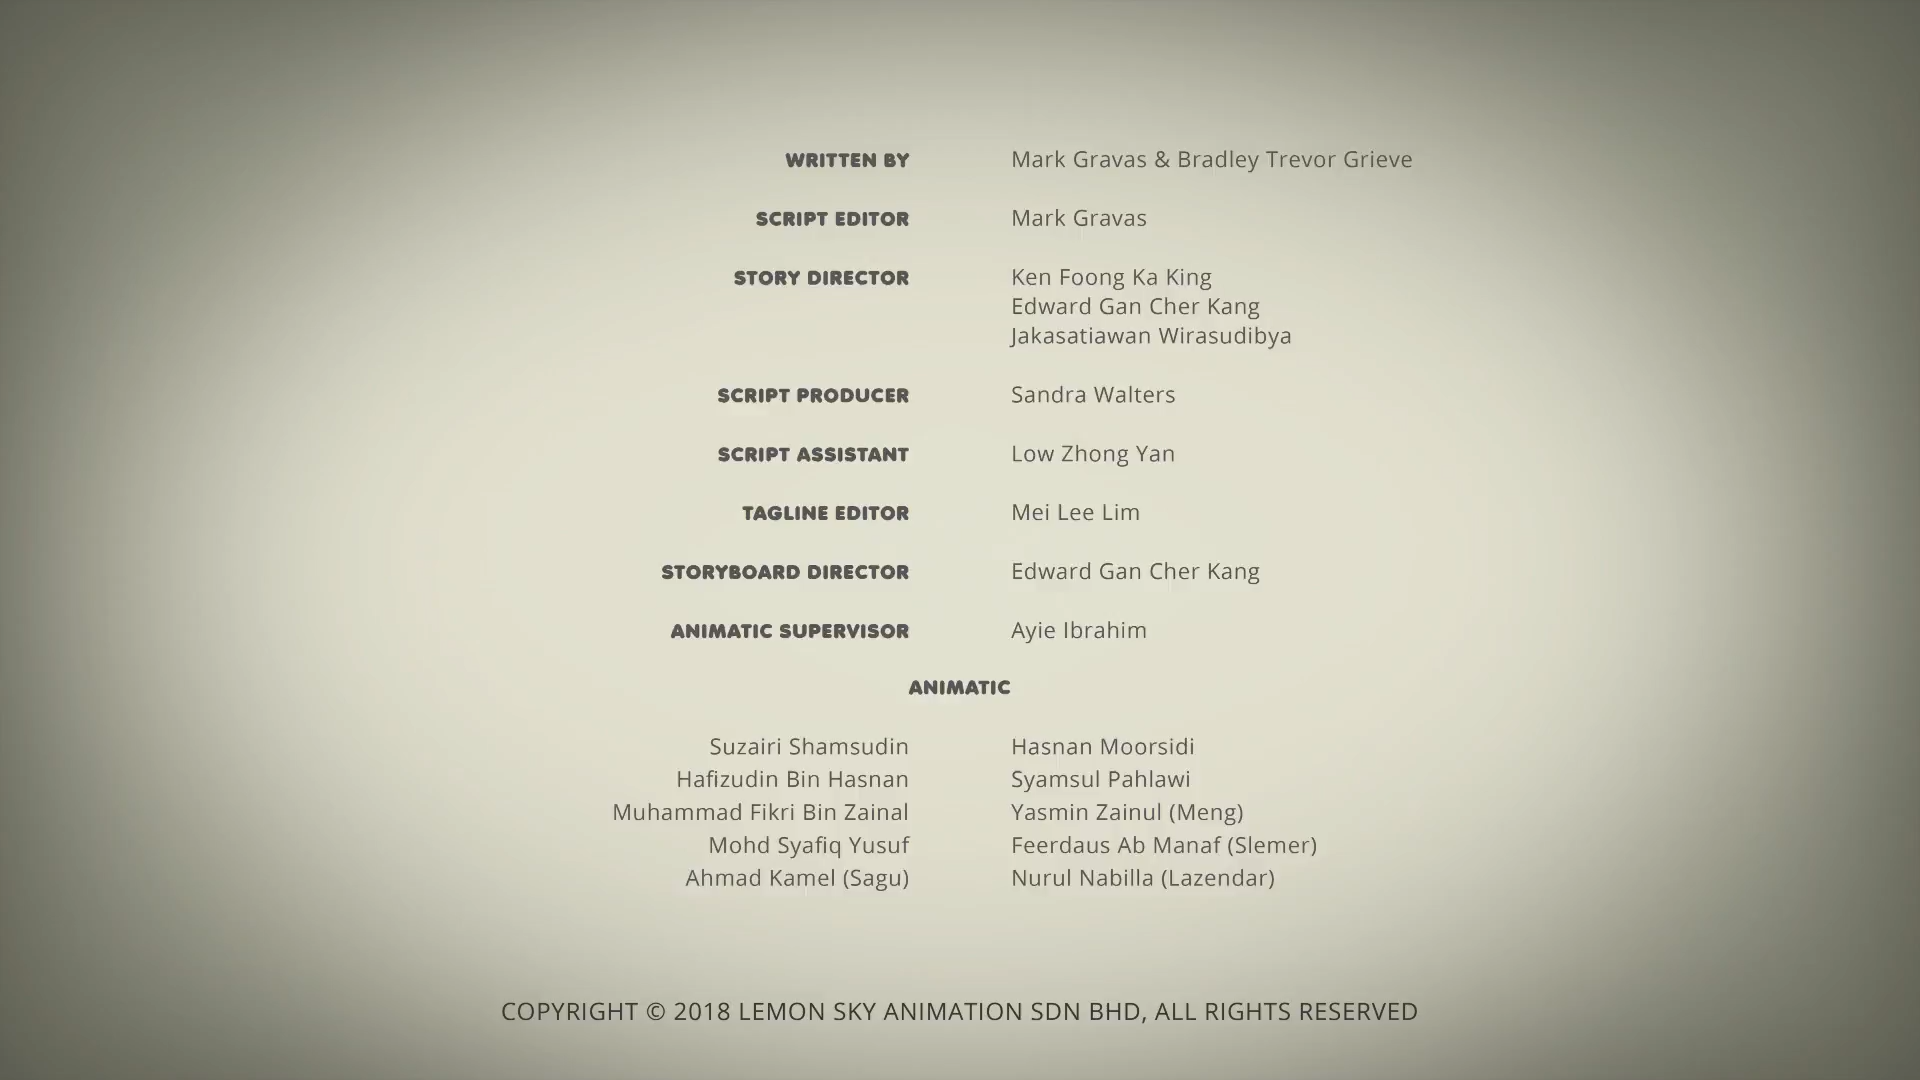 WRITTEN BY Mark Gravas & Bradley Trevor Grieve
SCRIPT EDITOR Mark Gravas
STORY DIRECTOR Ken Foong Ka King
Edward Gan Cher Kang
Jakasatiawan Wirasudibya
SCRIPT PRODUCER Sandra Walters
SCRIPT ASSISTANT Low Zhong Yan
TAGLINE EDITOR Mei Lee Lim
STORYBOARD DIRECTOR Edward Gan Cher Kang
ANIMATIC SUPERVISOR Ayie Ibrahim
ANIMATIC
Suzairi Shamsudin Hasnan Moorsidi
Hafizudin Bin Hasnan Syamsul Pahlawi
Muhammad Fikri Bin Zainal Yasmin Zainul (Meng)
Mohd Syafiq Yusuf Feerdaus Ab Manaf (Slemer)
Ahmad Kamel (Sagu) Nurul Nabilla (Lazendar)
COPYRIGHT © 2018 LEMON SKY ANIMATION SDN BHD, ALL RIGHTS RESERVED